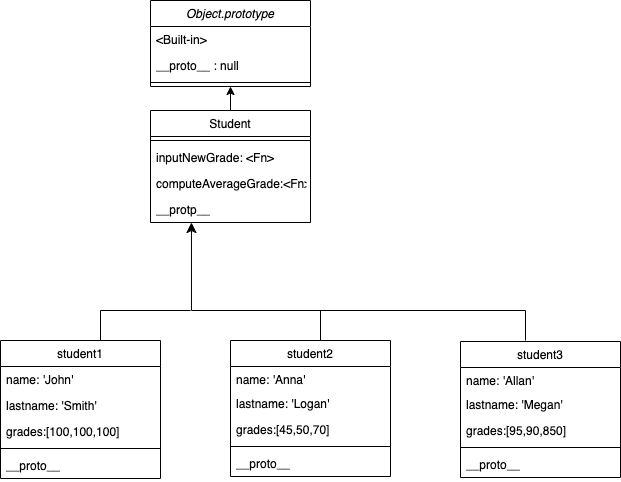 Object.prototype
<Built-in>
__proto__ : null
Student
inputNewGrade: <Fn>
computeAverageGrade:<Fn:
__protp__
student1
name: 'John'
lastname: 'Smith'
grades:[100,100,100]
__proto__
student2
name: 'Anna'
lastname: 'Logan'
grades:[45,50,70]
__proto__
student3
name: 'Allan'
lastname: 'Megan'
grades:[95,90,850]
__proto__